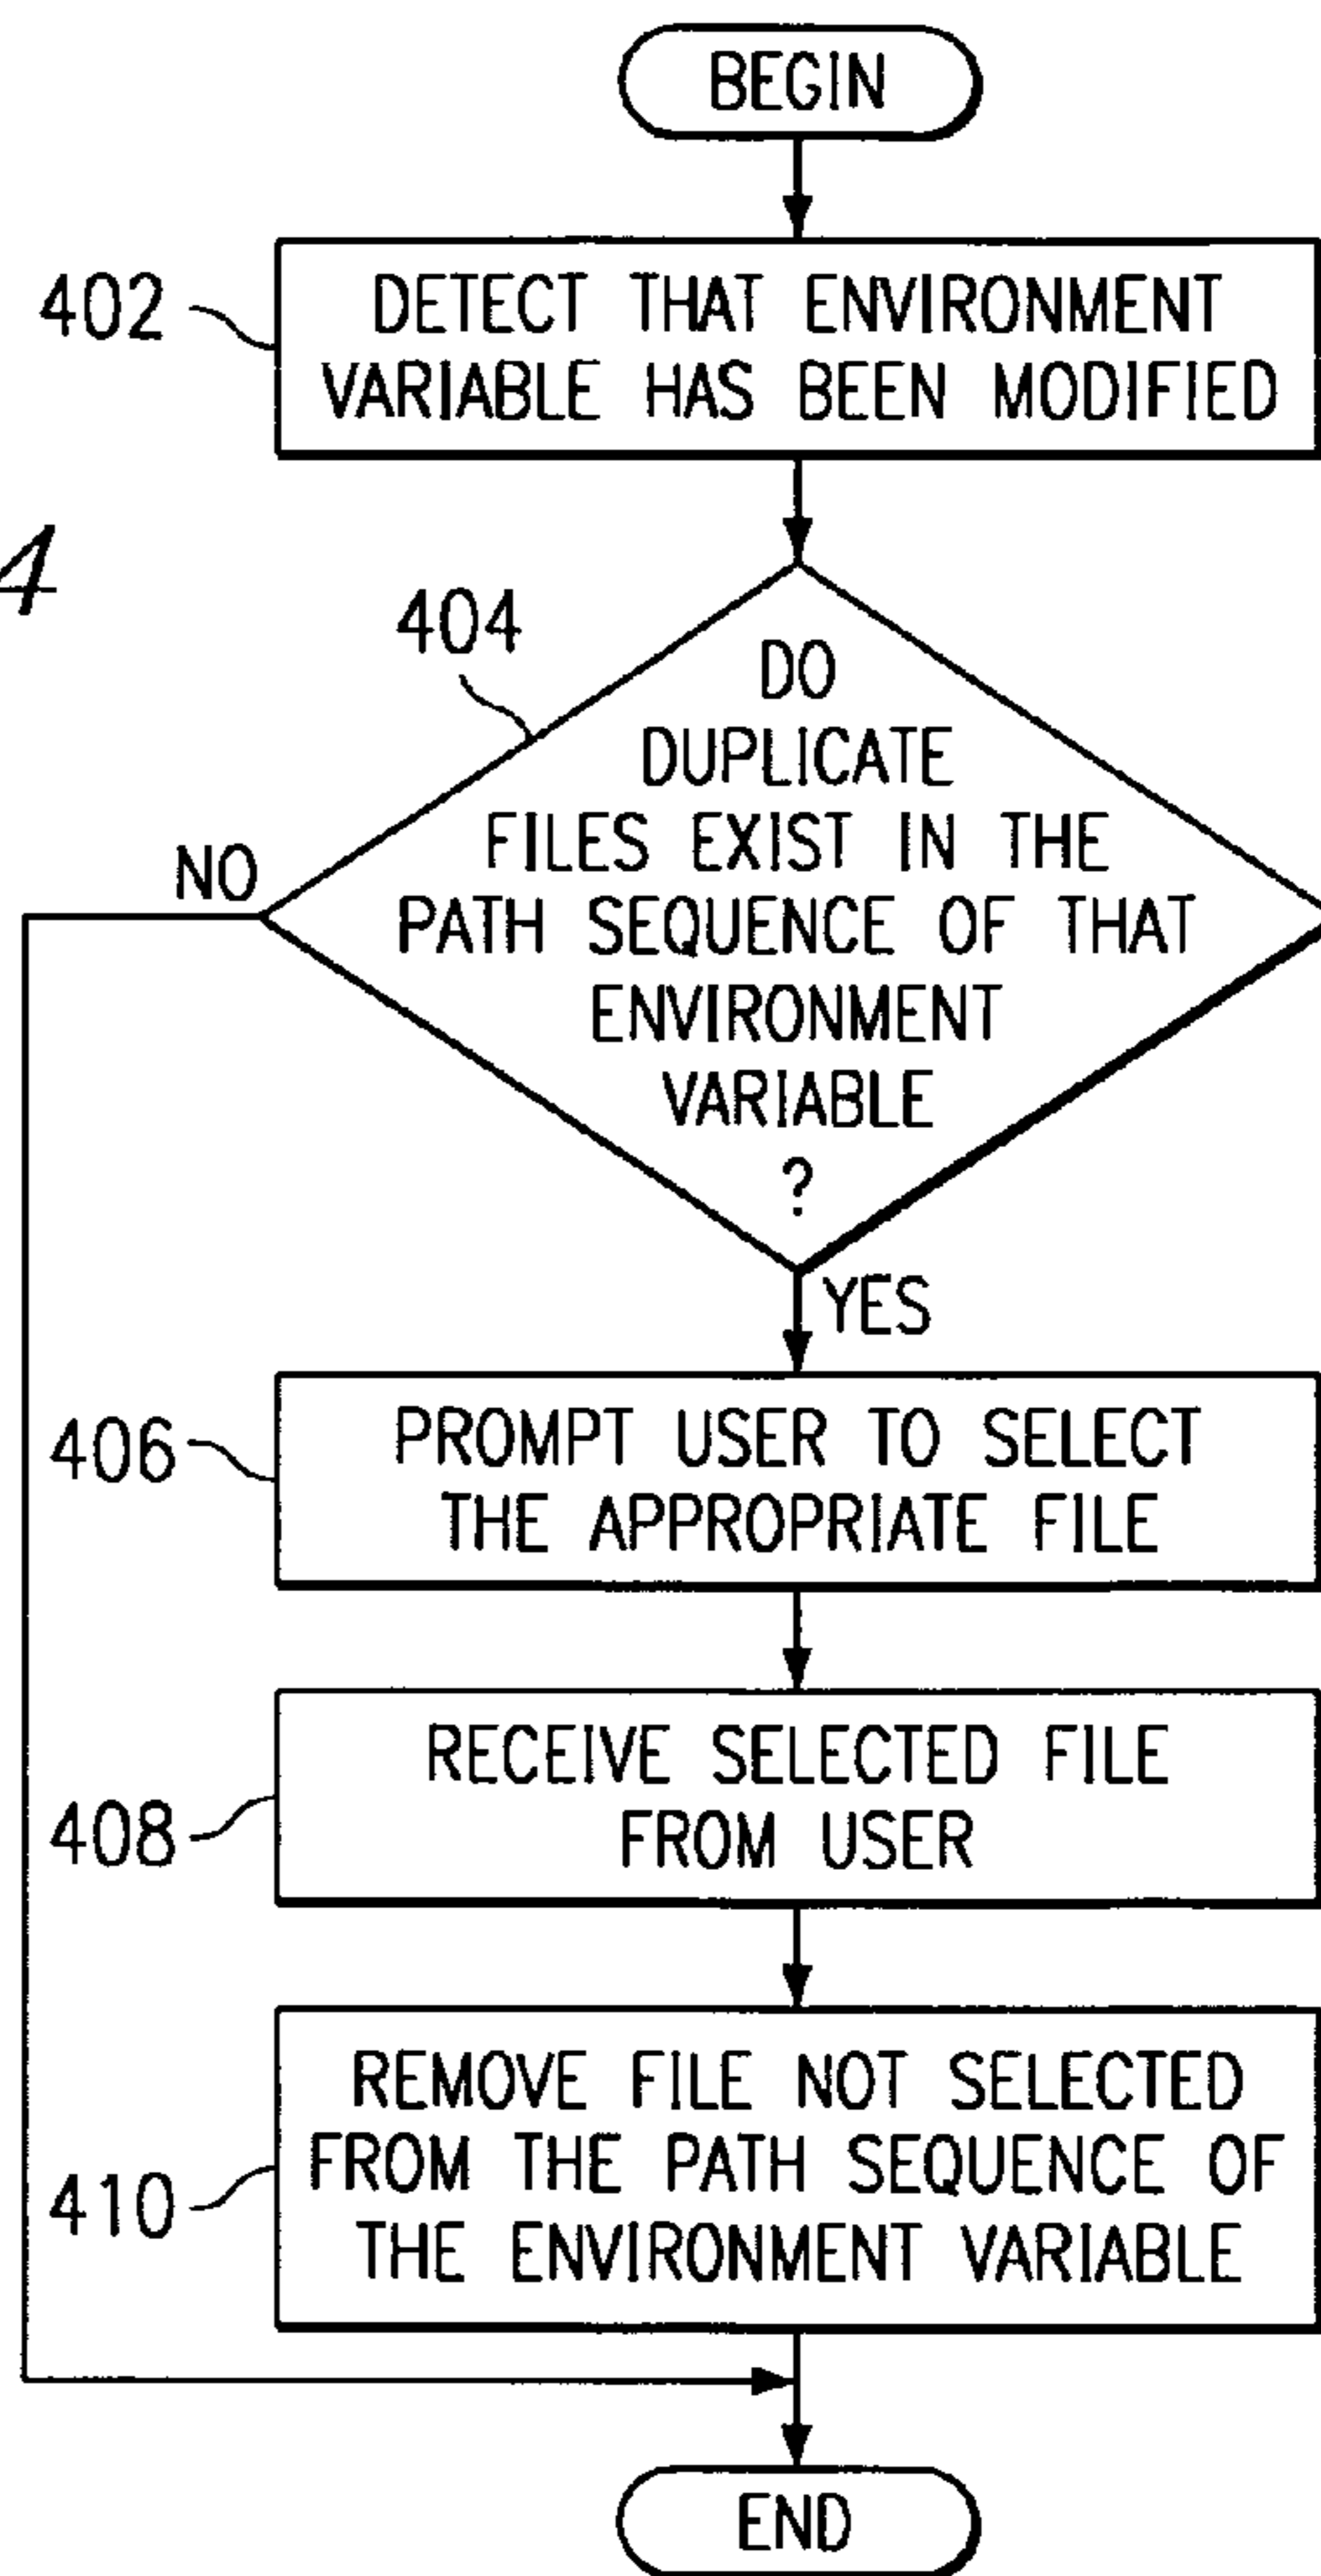 BEGIN
402
DETECT THAT ENVIRONMENT
VARIABLE HAS BEEN MODIFIED
4
404
DO
DUPLICATE
FILES EXIST IN THE
PATH SEQUENCE OF THAT
ENVIRONMENT
VARIABLE
?
NO
YES
406
PROMPT USER TO SELECT
THE APPROPRIATE FILE
408
RECEIVE SELECTED FILE
FROM USER
410
REMOVE FILE NOT SELECTED
FROM THE PATH SEQUENCE OF
THE ENVIRONMENT VARIABLE
END